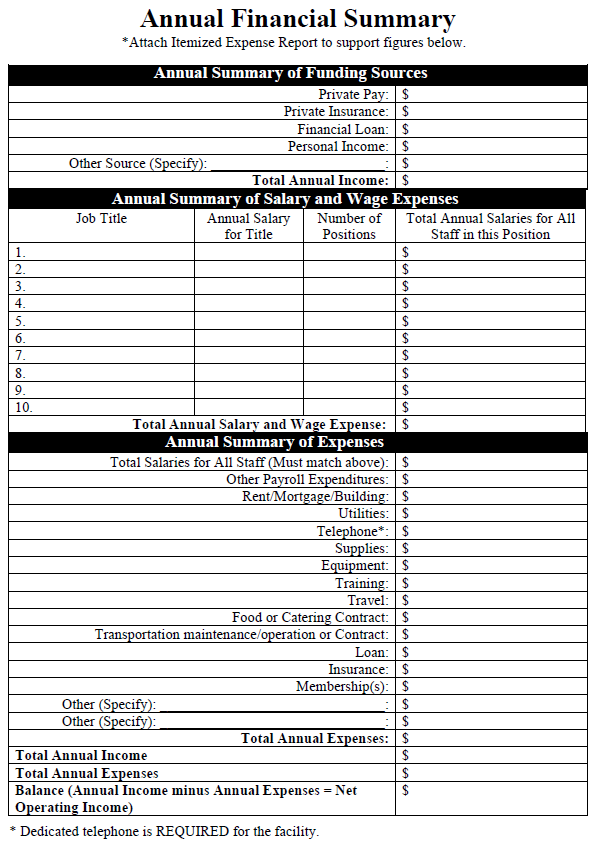 Annual Financial Summary
*Attach Itemized Expense Report to support figures below.
Annual Summary of Funding Sources
Private Pay: $
Private Insurance: $
Financial Loan: $
Personal Income: $
Other Source (Specify): _________________________: $
Total Annual Income: $
Annual Summary of Salary and Wage Expenses
Job Title Annual Salary Number of Total Annual Salaries for All
for Title Positions Staff in this Position
1. $
2. $
3. $
4. $
5. $
6. $
7. $
8. $
9. $
10. $
Total Annual Salary and Wage Expense: $
Annual Summary of Expenses
Total Salaries for All Staff (Must match above): $
Other Payroll Expenditures: $
Rent/Mortgage/Building: $
Utilities: $
Telephone*: $
Supplies: $
Equipment: $
Training: $
Travel: $
Food or Catering Contract: $
Transportation maintenance/operation or Contract: $
Loan: $
Insurance: $
Membership(s): $
Other (Specify): ________________________________: $
Other (Specify): ________________________________: $
Total Annual Expenses: $
Total Annual Income $
Total Annual Expenses $
Balance (Annual Income minus Annual Expenses = Net $
Operating Income)
* Dedicated telephone is REQUIRED for the facility.